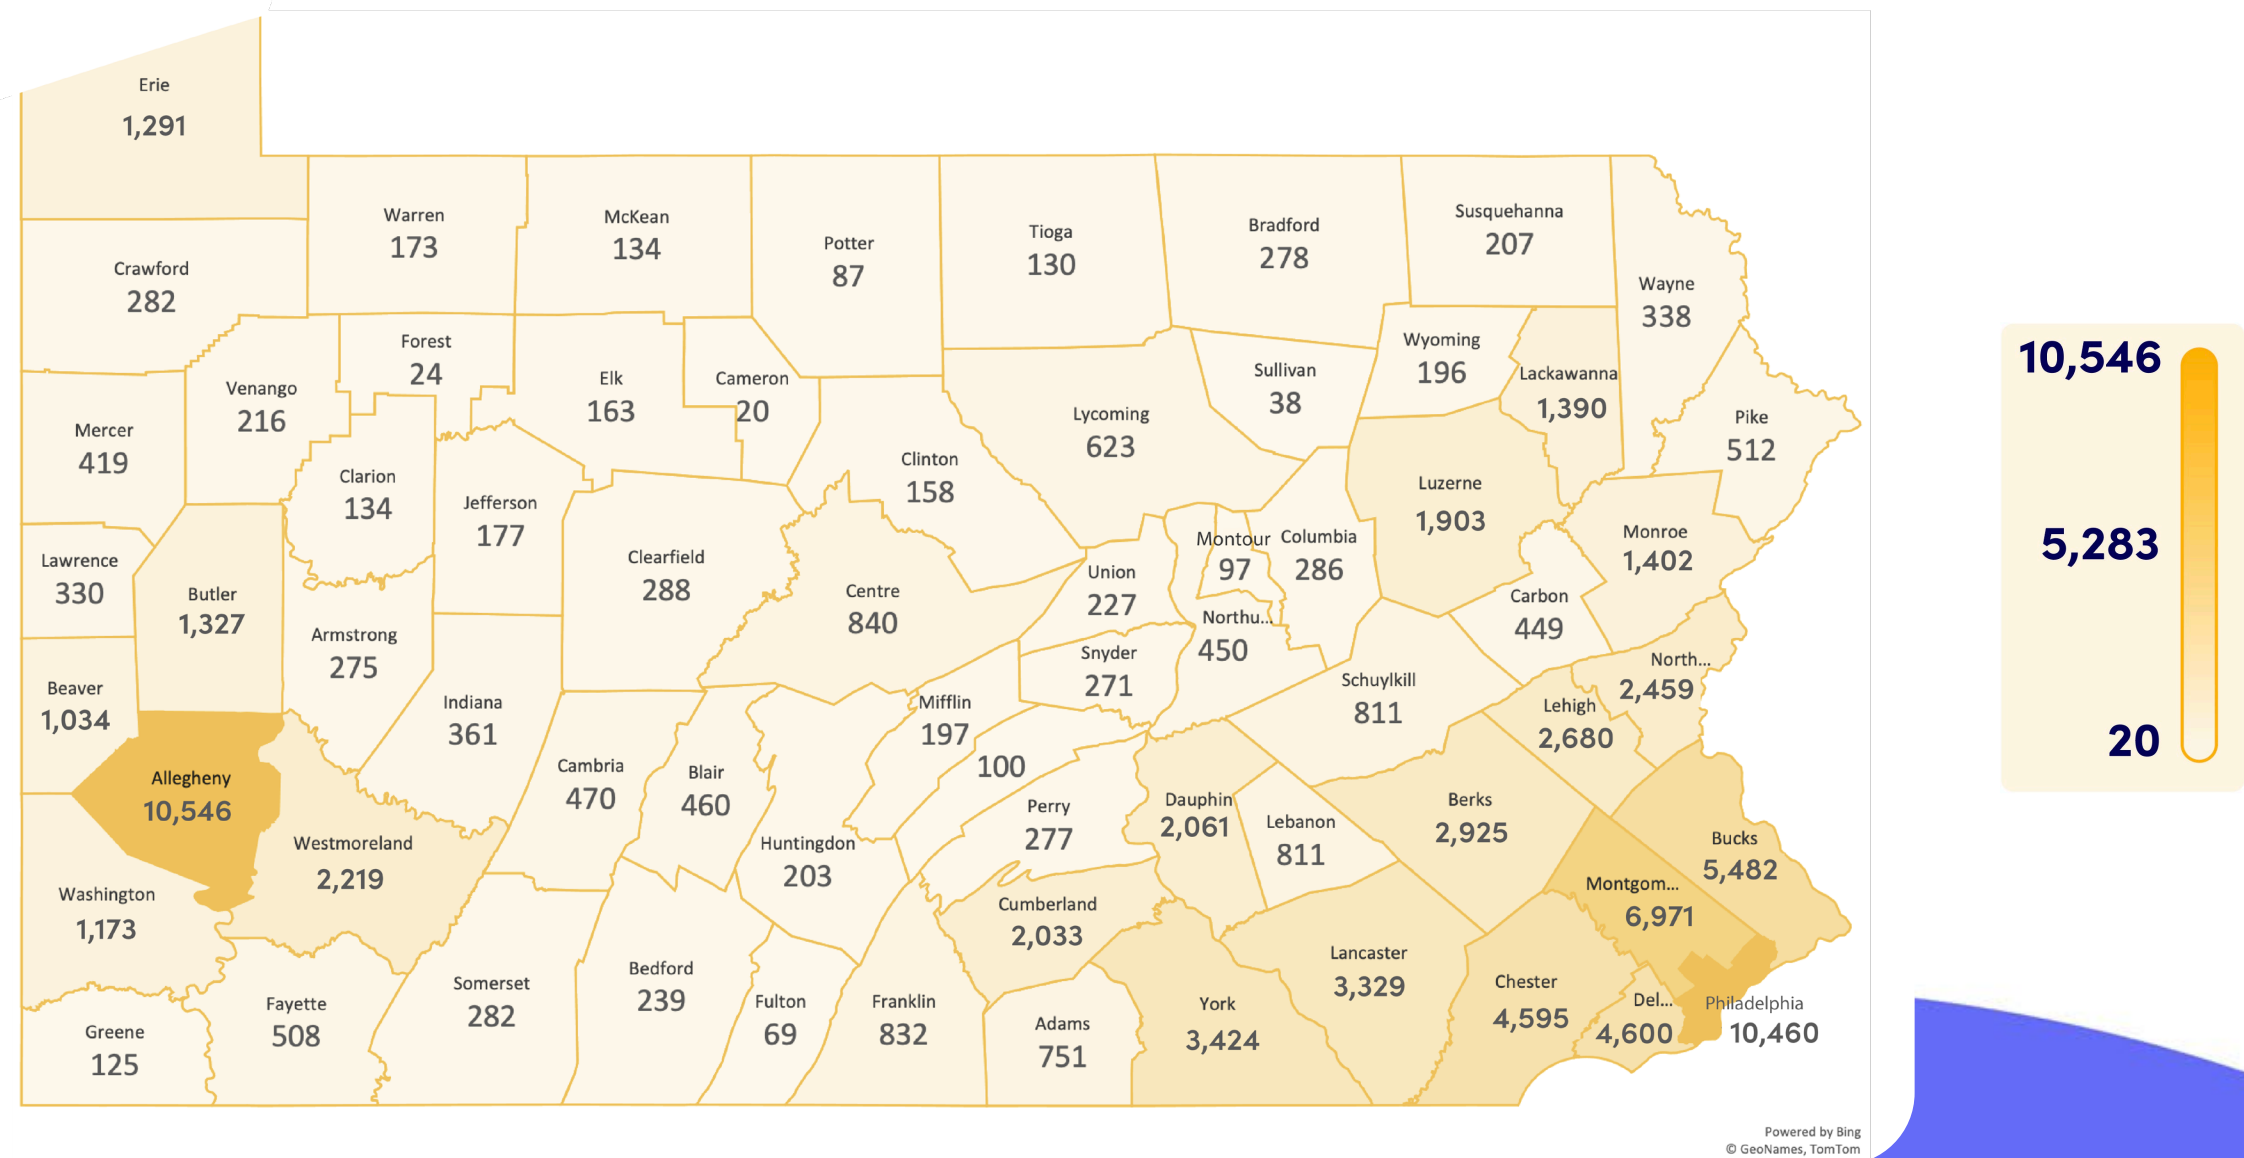 Erie
1,291
Warren
173
McKean
134
Potter
87
Tioga
130
Bradford
278
Susquehanna
207
Wayne
338
Crawford
282
Forest
24
Venango
216
Elk
163
Cameron
20
Lycoming
623
Sullivan
38
Wyoming
196
Lackawanna
1,390
Pike
512
Mercer
419
Clarion
134
Jefferson
177
Clinton
158
Luzerne
1,903
Monroe
1,402
Lawrence
330
Butler
1,327
Armstrong
275
Clearfield
288
Centre
840
Union
227
Montour
97
Columbia
286
Northu...
450
Carbon
449
Snyder
271
Schuylkill
811
North...
2,459
Lehigh
2,680
Beaver
1,034
Indiana
361
Mifflin
197
100
Allegheny
10,546
Cambria
470
Blair
460
Huntingdon
203
Perry
277
Dauphin
2,061
Lebanon
811
Berks
2,925
Bucks
5,482
Westmoreland
2,219
Washington
1,173
Cumberland
2,033
Montgom...
6,971
Lancaster
3,329
Chester
4,595
Del...
4,600
Philadelphia
10,460
Greene
125
Fayette
508
Somerset
282
Bedford
239
Fulton
69
Franklin
832
Adams
751
York
3,424
10,546
5,283
20
Powered by Bing
© GeoNames, TomTom